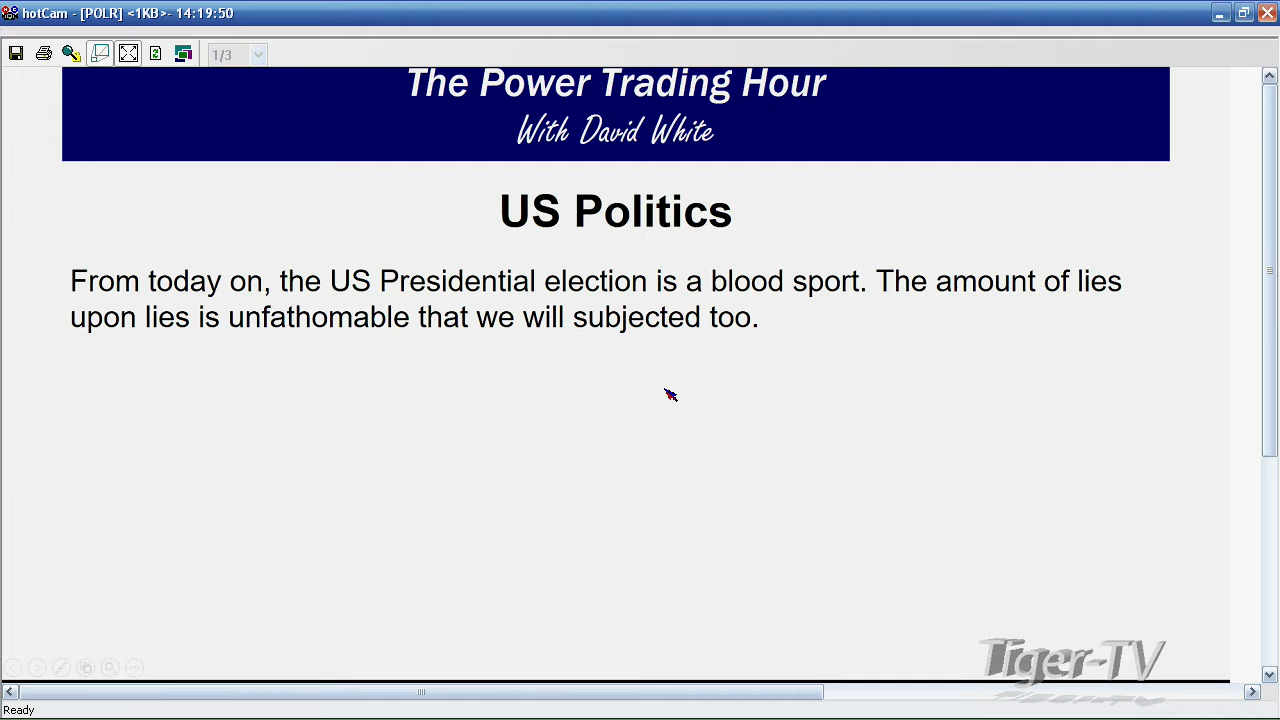 hotCam - [POLR] <1KB>- 14:19:50
1/3
The Power Trading Hour
With David White
US Politics
From today on, the US Presidential election is a blood sport. The amount of lies
upon lies is unfathomable that we will subjected too.
Tiger-TV
Ready